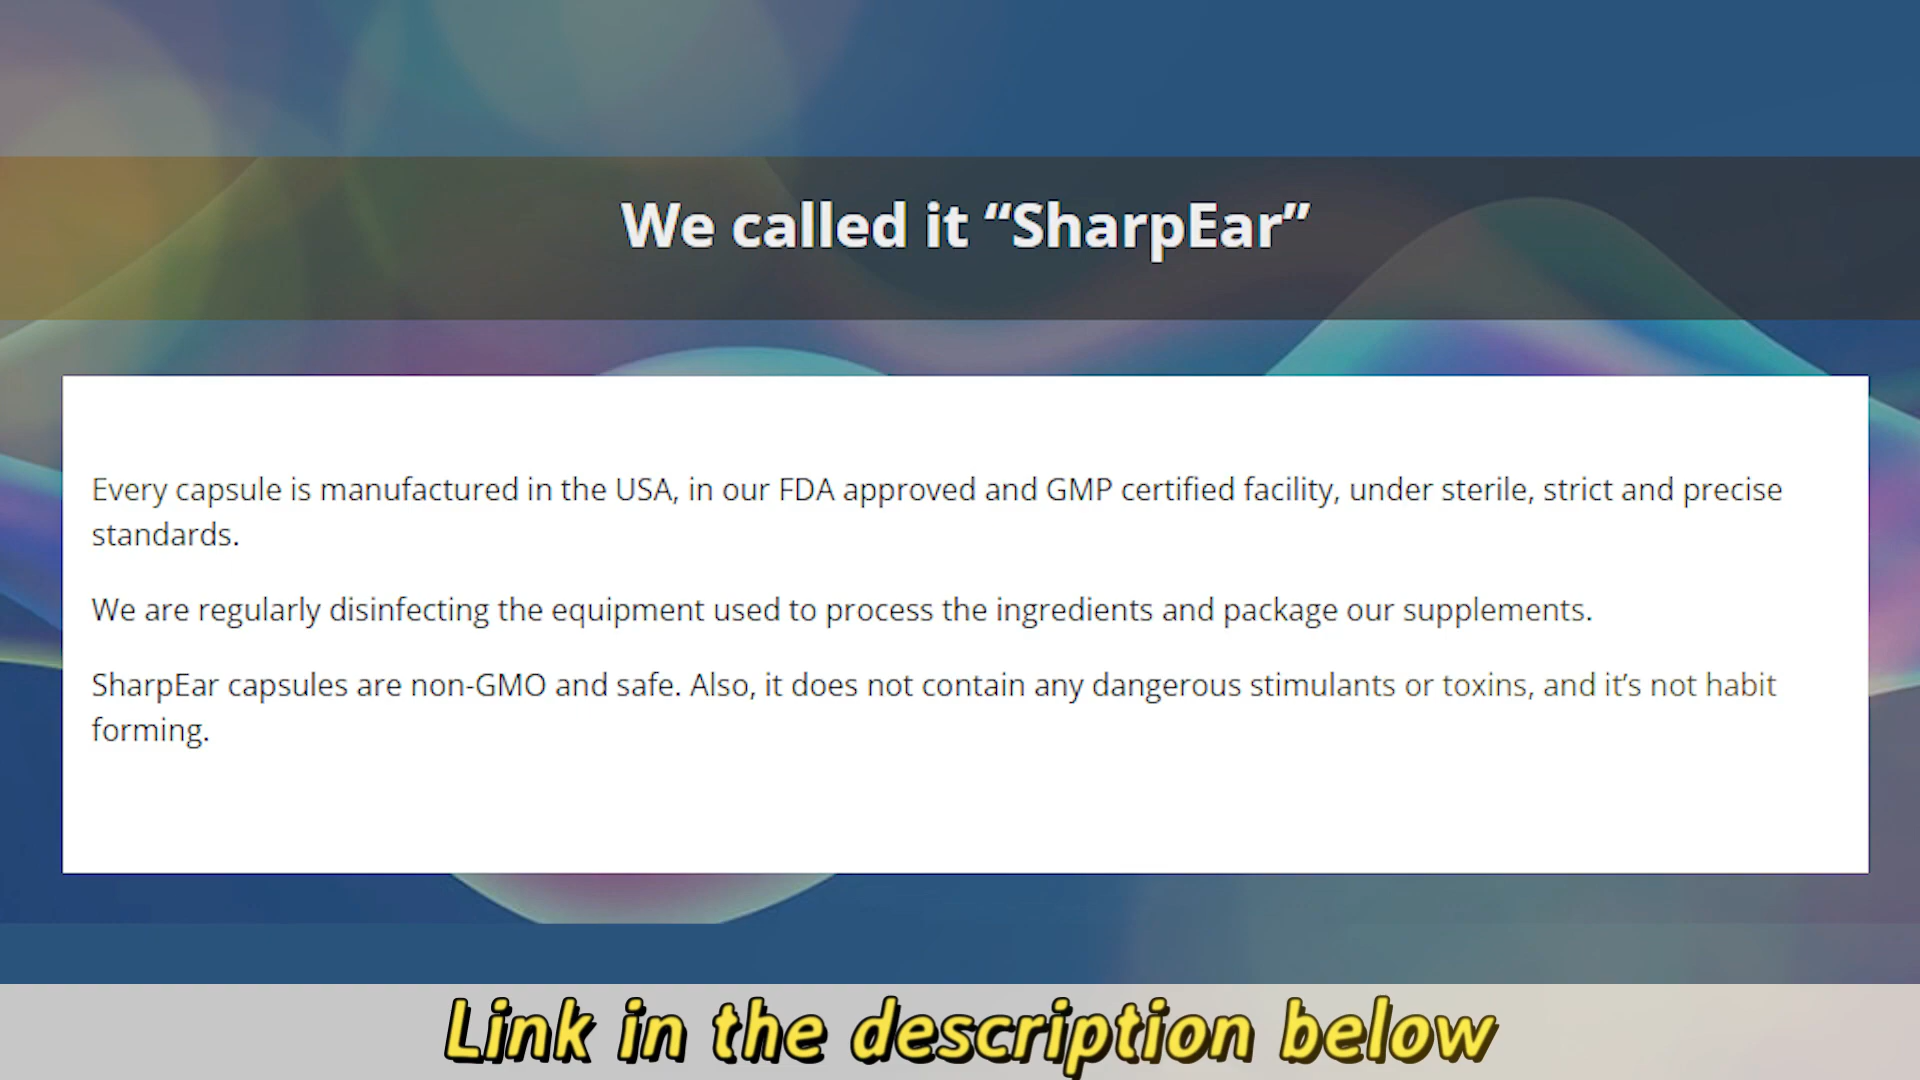 We called it “SharpEar”
Every capsule is manufactured in the USA, in our FDA approved and GMP certified facility, under sterile, strict and precise
standards.
We are regularly disinfecting the equipment used to process the ingredients and package our supplements.
SharpEar capsules are non-GMO and safe. Also, it does not contain any dangerous stimulants or toxins, and it’s not habit
forming.
Link in the description below